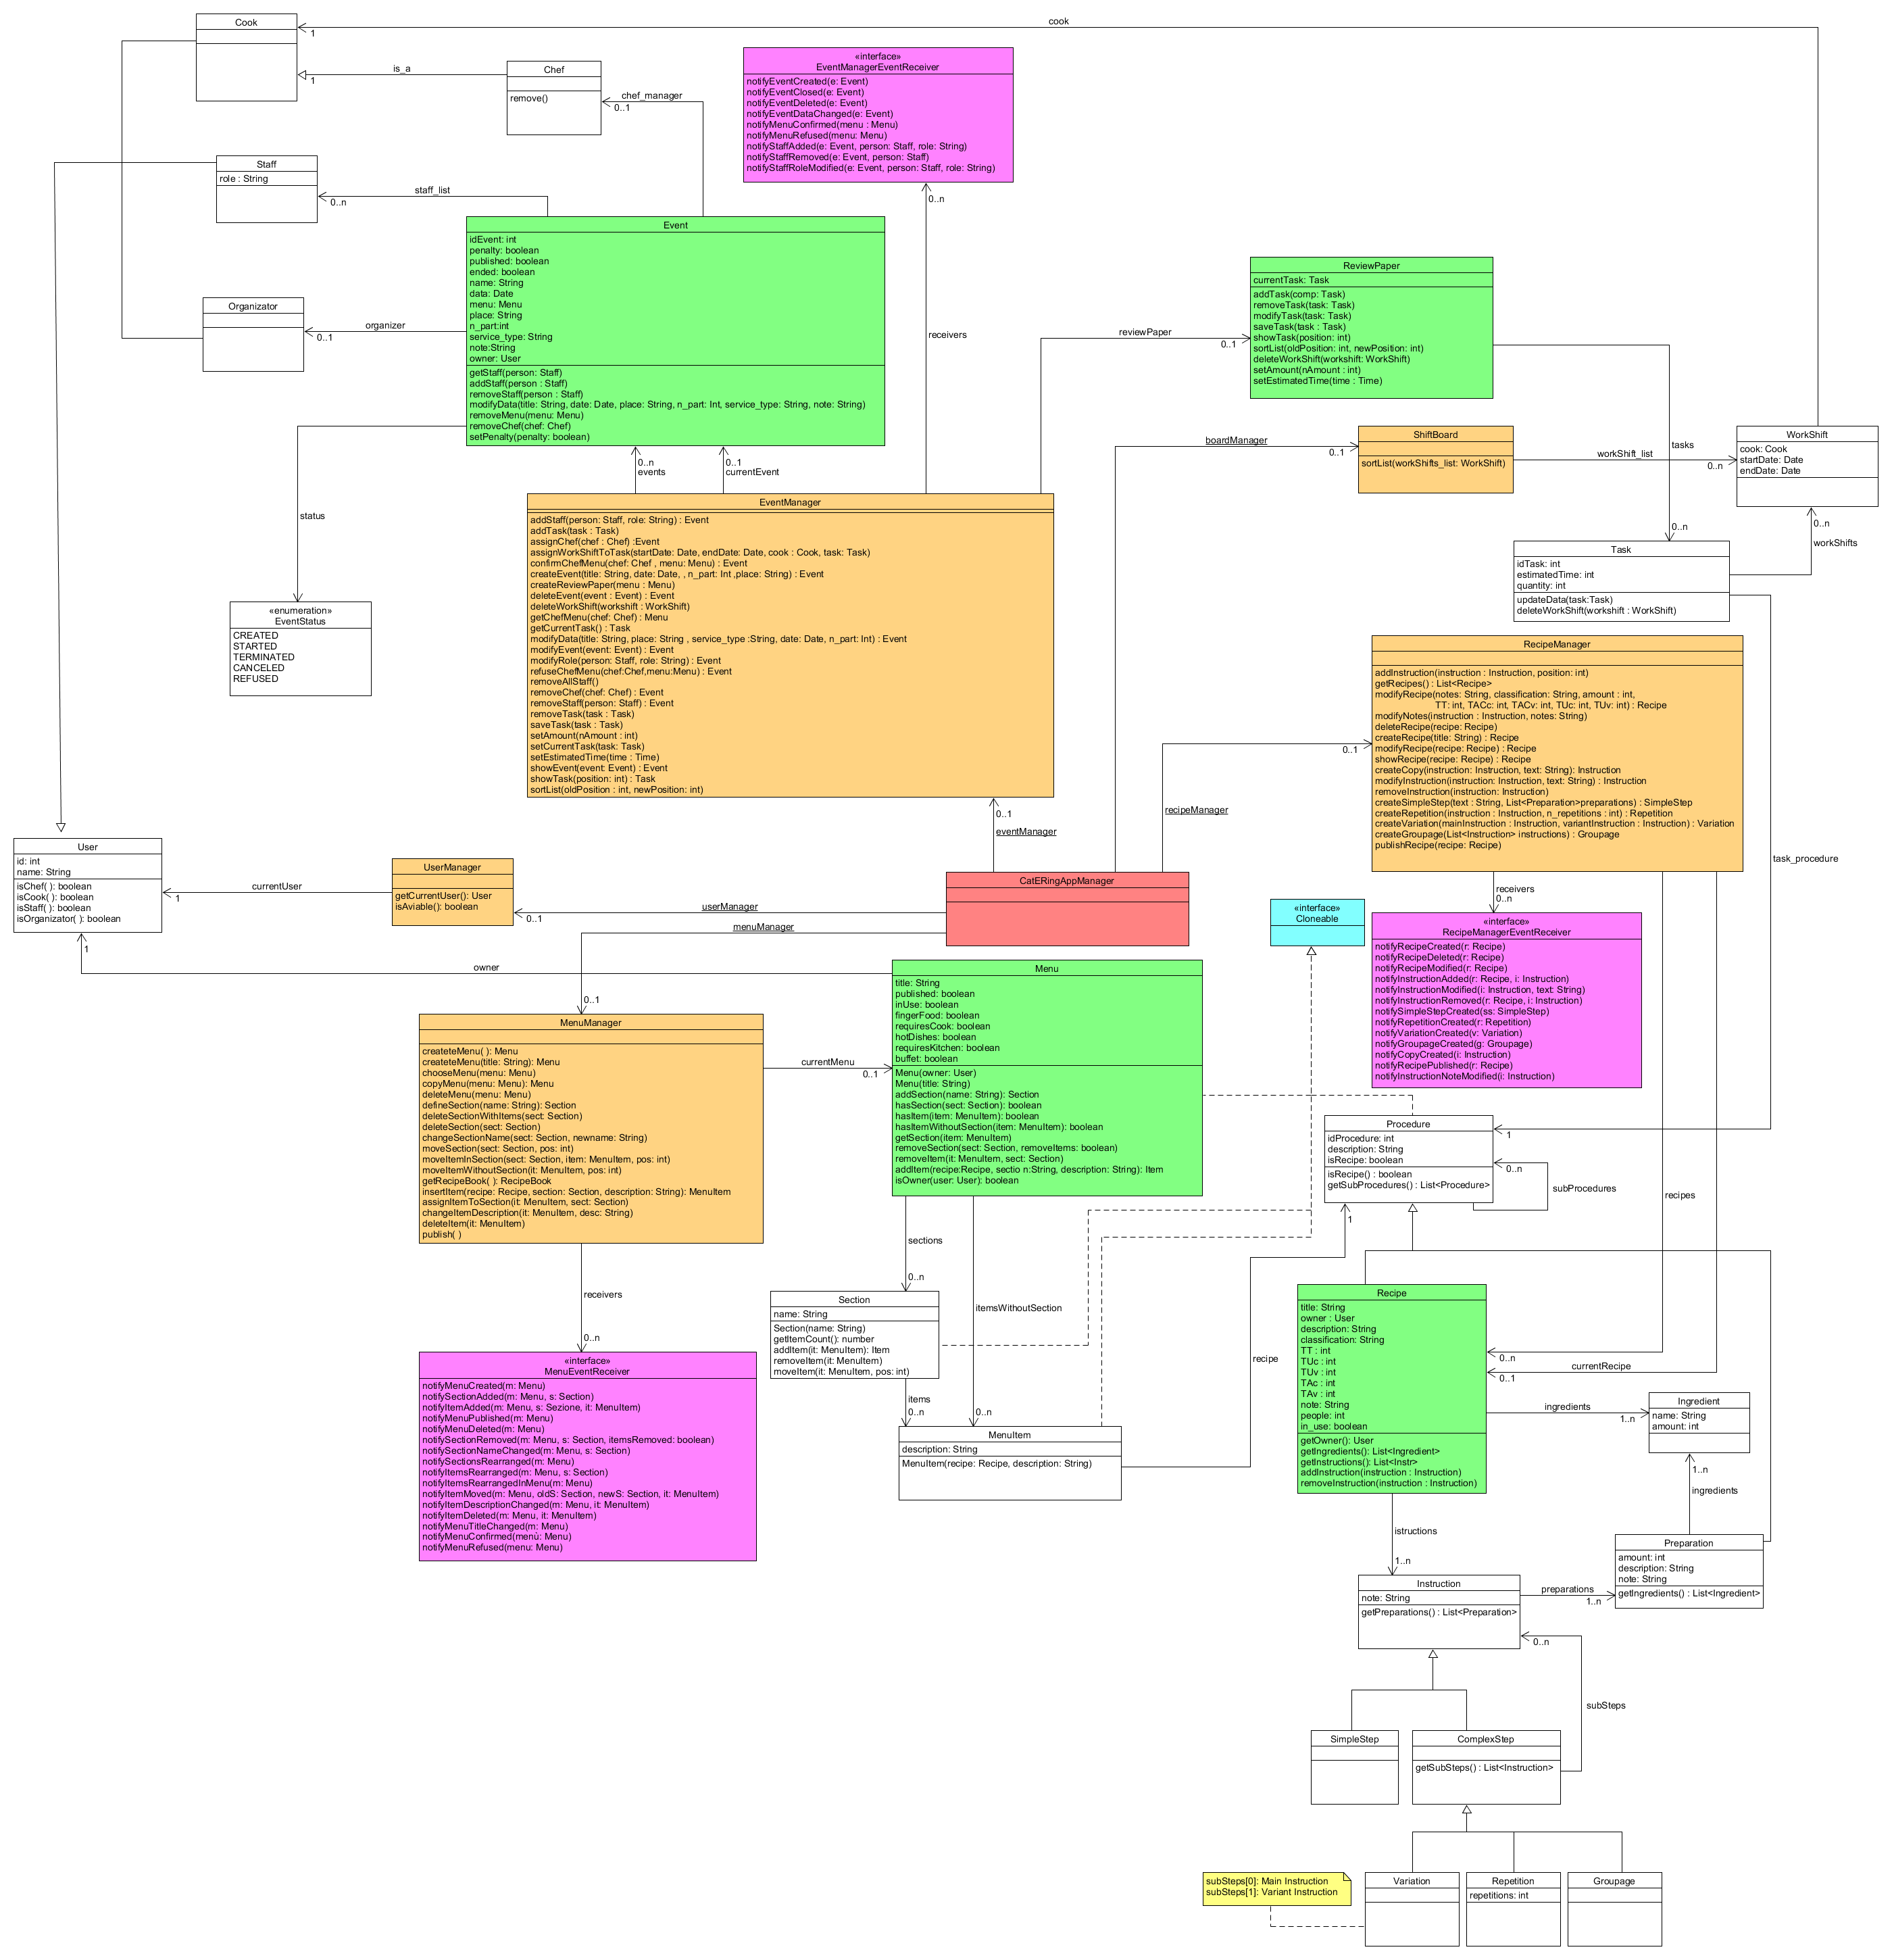 Cook
cook
1
is_a
1
Chef
remove()
chef_manager
0..1
«interface»
EventManagerEventReceiver
notifyEventCreated(e: Event)
notifyEventClosed(e: Event)
notifyEventDeleted(e: Event)
notifyEventDataChanged(e: Event)
notifyMenuConfirmed(menu : Menu)
notifyMenuRefused(menu: Menu)
notifyStaffAdded(e: Event, person: Staff, role: String)
notifyStaffRemoved(e: Event, person: Staff)
notifyStaffRoleModified(e: Event, person: Staff, role: String)
0..n
receivers
Staff
role : String
staff_list
0..n
Event
idEvent: int
penalty: boolean
published: boolean
ended: boolean
name: String
data: Date
menu: Menu
place: String
n_part:int
service_type: String
note:String
owner: User
getStaff(person: Staff)
addStaff(person : Staff)
removeStaff(person : Staff)
modifyData(title: String, date: Date, place: String, n_part: Int, service_type: String, note: String)
removeMenu(menu: Menu)
removeChef(chef: Chef)
setPenalty(penalty: boolean)
Organizator
organizer
0..1
ReviewPaper
currentTask: Task
addTask(comp: Task)
removeTask(task: Task)
modifyTask(task: Task)
saveTask(task : Task)
showTask(position: int)
sortList(oldPosition: int, newPosition: int)
deleteWorkShift(workshift: WorkShift)
setAmount(nAmount : int)
setEstimatedTime(time : Time)
reviewPaper
0..1
tasks
0..n
ShiftBoard
sortList(workShifts_list: WorkShift)
boardManager
0..1
workShift_list
0..n
WorkShift
cook: Cook
startDate: Date
endDate: Date
0..n
workShifts
Task
idTask: int
estimatedTime: int
quantity: int
updateData(task:Task)
deleteWorkShift(workshift : WorkShift)
0..n
events
0..1
currentEvent
EventManager
addStaff(person: Staff, role: String) : Event
addTask(task : Task)
assignChef(chef : Chef) :Event
assignWorkShiftToTask(startDate: Date, endDate: Date, cook : Cook, task: Task)
confirmChefMenu(chef: Chef , menu: Menu) : Event
createEvent(title: String, date: Date, , n_part: Int ,place: String) : Event
createReviewPaper(menu : Menu)
deleteEvent(event : Event) : Event
deleteWorkShift(workshift : WorkShift)
getChefMenu(chef: Chef) : Menu
getCurrentTask() : Task
modifyData(title: String, place: String , service_type :String, date: Date, n_part: Int) : Event
modifyEvent(event: Event) : Event
modifyRole(person: Staff, role: String) : Event
refuseChefMenu(chef:Chef,menu:Menu) : Event
removeAllStaff()
removeChef(chef: Chef) : Event
removeStaff(person: Staff) : Event
removeTask(task : Task)
saveTask(task : Task)
setAmount(nAmount : int)
setCurrentTask(task: Task)
setEstimatedTime(time : Time)
showEvent(event: Event) : Event
showTask(position: int) : Task
sortList(oldPosition : int, newPosition: int)
status
«enumeration»
EventStatus
CREATED
STARTED
TERMINATED
CANCELED
REFUSED
RecipeManager
addInstruction(instruction : Instruction, position: int)
getRecipes() : List<Recipe>
modifyRecipe(notes: String, classification: String, amount : int,
TT: int, TACc: int, TACv: int, TUc: int, TUv: int) : Recipe
modifyNotes(instruction : Instruction, notes: String)
deleteRecipe(recipe: Recipe)
createRecipe(title: String) : Recipe
modifyRecipe(recipe: Recipe) : Recipe
showRecipe(recipe: Recipe) : Recipe
createCopy(instruction: Instruction, text: String): Instruction
modifyInstruction(instruction: Instruction, text: String) : Instruction
removeInstruction(instruction: Instruction)
createSimpleStep(text : String, List<Preparation>preparations) : SimpleStep
createRepetition(instruction : Instruction, n_repetitions : int) : Repetition
createVariation(mainInstruction : Instruction, variantInstruction : Instruction) : Variation
createGroupage(List<Instruction> instructions) : Groupage
publishRecipe(recipe: Recipe)
0..1
recipeManager
task_procedure
0..1
eventManager
User
id: int
name: String
isChef( ): boolean
isCook( ): boolean
isStaff( ): boolean
isOrganizator( ): boolean
1
currentUser
1
UserManager
getCurrentUser(): User
isAviable(): boolean
userManager
0..1
menuManager
CatERingAppManager
«interface»
Cloneable
receivers
0..n
«interface»
RecipeManagerEventReceiver
notifyRecipeCreated(r: Recipe)
notifyRecipeDeleted(r: Recipe)
notifyRecipeModified(r: Recipe)
notifyInstructionAdded(r: Recipe, i: Instruction)
notifyInstructionModified(i: Instruction, text: String)
notifyInstructionRemoved(r: Recipe, i: Instruction)
notifySimpleStepCreated(ss: SimpleStep)
notifyRepetitionCreated(r: Repetition)
notifyVariationCreated(v: Variation)
notifyGroupageCreated(g: Groupage)
notifyCopyCreated(i: Instruction)
notifyRecipePublished(r: Recipe)
notifyInstructionNoteModified(i: Instruction)
owner
0..1
Menu
title: String
published: boolean
inUse: boolean
fingerFood: boolean
requiresCook: boolean
hotDishes: boolean
requiresKitchen: boolean
buffet: boolean
Menu(owner: User)
Menu(title: String)
addSection(name: String): Section
hasSection(sect: Section): boolean
hasItem(item: MenuItem): boolean
hasItemWithoutSection(item: MenuItem): boolean
getSection(item: MenuItem)
removeSection(sect: Section, removeItems: boolean)
removeItem(it: MenuItem, sect: Section)
addItem(recipe:Recipe, sectio n:String, description: String): Item
isOwner(user: User): boolean
MenuManager
createteMenu( ): Menu
createteMenu(title: String): Menu
chooseMenu(menu: Menu)
copyMenu(menu: Menu): Menu
deleteMenu(menu: Menu)
defineSection(name: String): Section
deleteSectionWithItems(sect: Section)
deleteSection(sect: Section)
changeSectionName(sect: Section, newname: String)
moveSection(sect: Section, pos: int)
moveItemInSection(sect: Section, item: MenuItem, pos: int)
moveItemWithoutSection(it: MenuItem, pos: int)
getRecipeBook( ): RecipeBook
insertItem(recipe: Recipe, section: Section, description: String): MenuItem
assignItemToSection(it: MenuItem, sect: Section)
changeItemDescription(it: MenuItem, desc: String)
deleteItem(it: MenuItem)
publish( )
currentMenu
0..1
Procedure
idProcedure: int
description: String
isRecipe: boolean
isRecipe() : boolean
getSubProcedures() : List<Procedure>
1
0..n
subProcedures
1
recipes
sections
0..n
itemsWithoutSection
0..n
receivers
0..n
Section
name: String
Section(name: String)
getItemCount(): number
addItem(it: MenuItem): Item
removeItem(it: MenuItem)
moveItem(it: MenuItem, pos: int)
items
0..n
recipe
«interface»
MenuEventReceiver
notifyMenuCreated(m: Menu)
notifySectionAdded(m: Menu, s: Section)
notifyItemAdded(m: Menu, s: Sezione, it: MenuItem)
notifyMenuPublished(m: Menu)
notifyMenuDeleted(m: Menu)
notifySectionRemoved(m: Menu, s: Section, itemsRemoved: boolean)
notifySectionNameChanged(m: Menu, s: Section)
notifySectionsRearranged(m: Menu)
notifyItemsRearranged(m: Menu, s: Section)
notifyItemsRearrangedInMenu(m: Menu)
notifyItemMoved(m: Menu, oldS: Section, newS: Section, it: MenuItem)
notifyItemDescriptionChanged(m: Menu, it: MenuItem)
notifyItemDeleted(m: Menu, it: MenuItem)
notifyMenuTitleChanged(m: Menu)
notifyMenuConfirmed(menù: Menu)
notifyMenuRefused(menu: Menu)
MenuItem
description: String
MenuItem(recipe: Recipe, description: String)
Recipe
title: String
owner : User
description: String
classification: String
TT : int
TUc : int
TUv : int
TAc : int
TAv : int
note: String
people: int
in_use: boolean
getOwner(): User
getIngredients(): List<Ingredient>
getInstructions(): List<Instr>
addInstruction(instruction : Instruction)
removeInstruction(instruction : Instruction)
0..n
currentRecipe
0..1
ingredients
1..n
Ingredient
name: String
amount: int
1..n
ingredients
Preparation
amount: int
description: String
note: String
getIngredients() : List<Ingredient>
istructions
1..n
Instruction
note: String
getPreparations() : List<Preparation>
preparations
1..n
0..n
subSteps
SimpleStep
ComplexStep
getSubSteps() : List<Instruction>
subSteps[0]: Main Instruction
subSteps[1]: Variant Instruction
Variation
Repetition
repetitions: int
Groupage